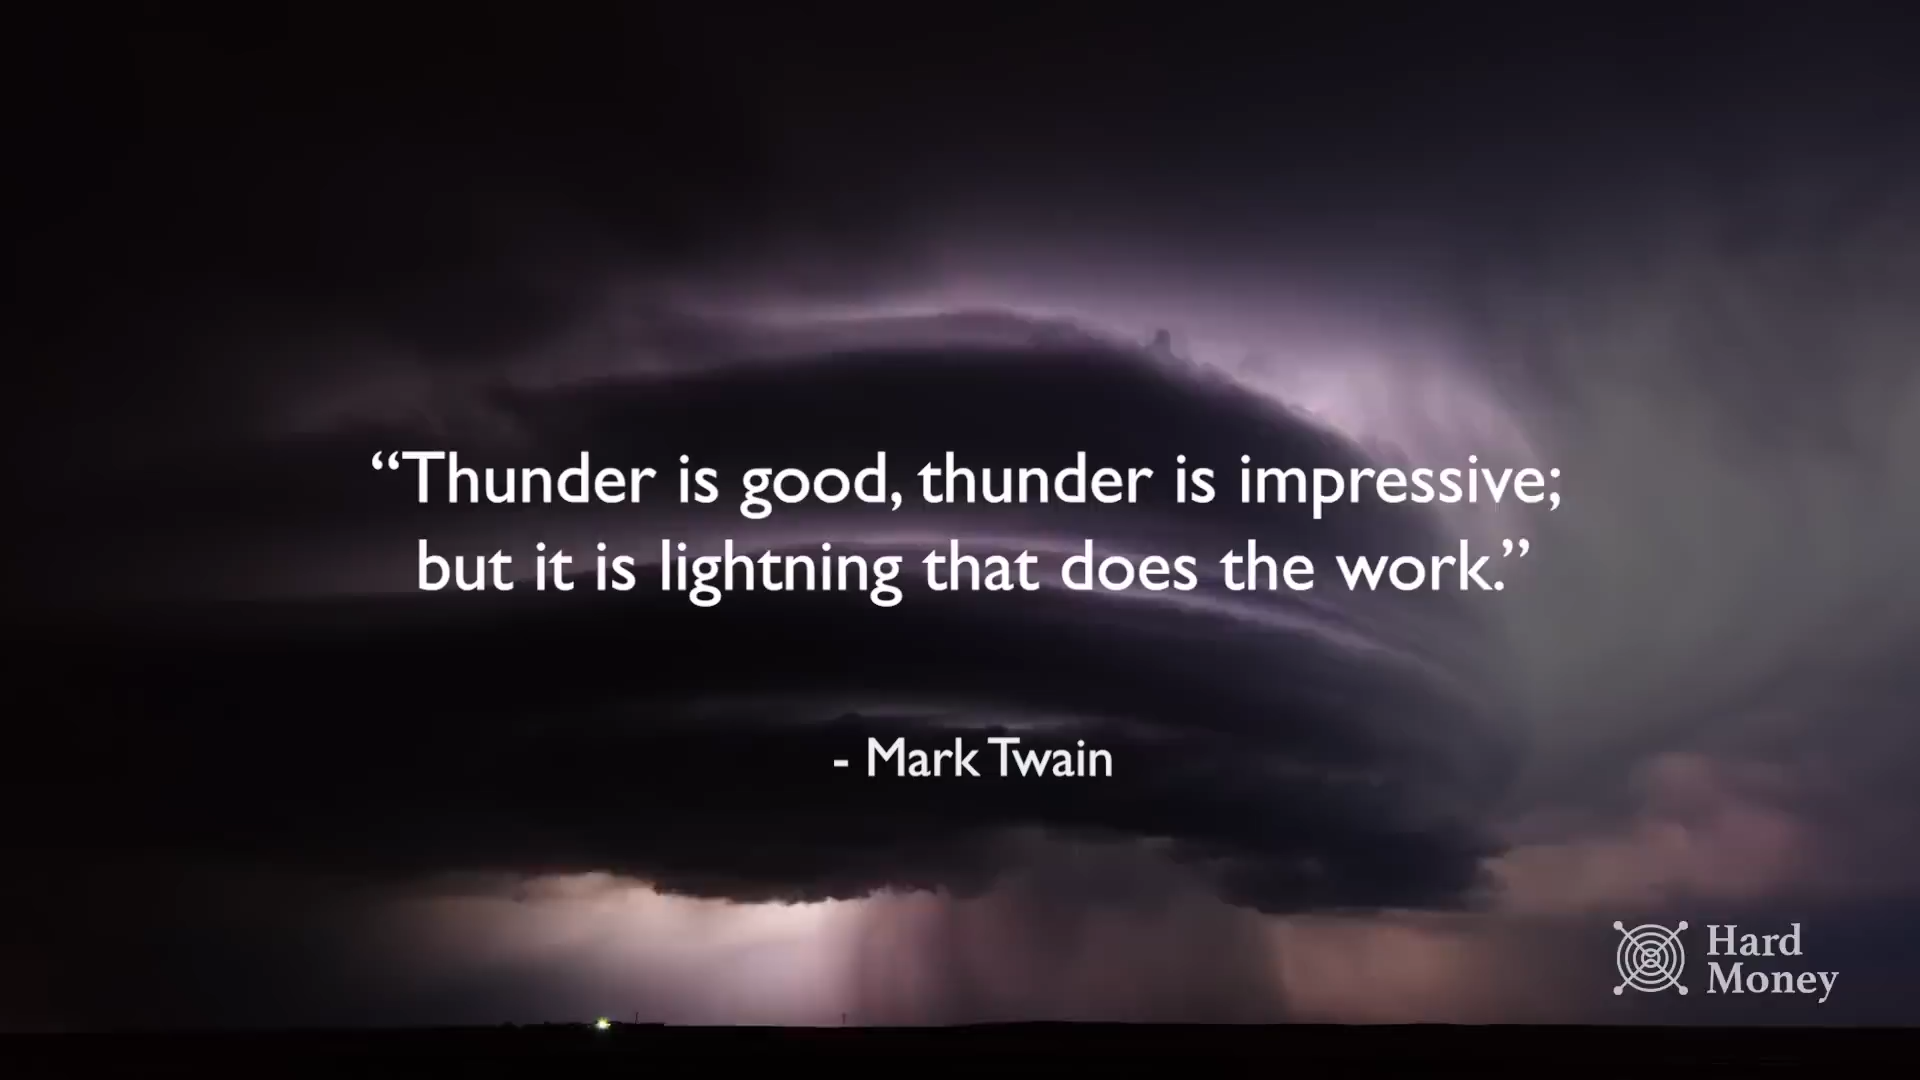 “Thunder is good, thunder is impressive;
but it is lightning that does the work.”
- Mark Twain
Hard
Money